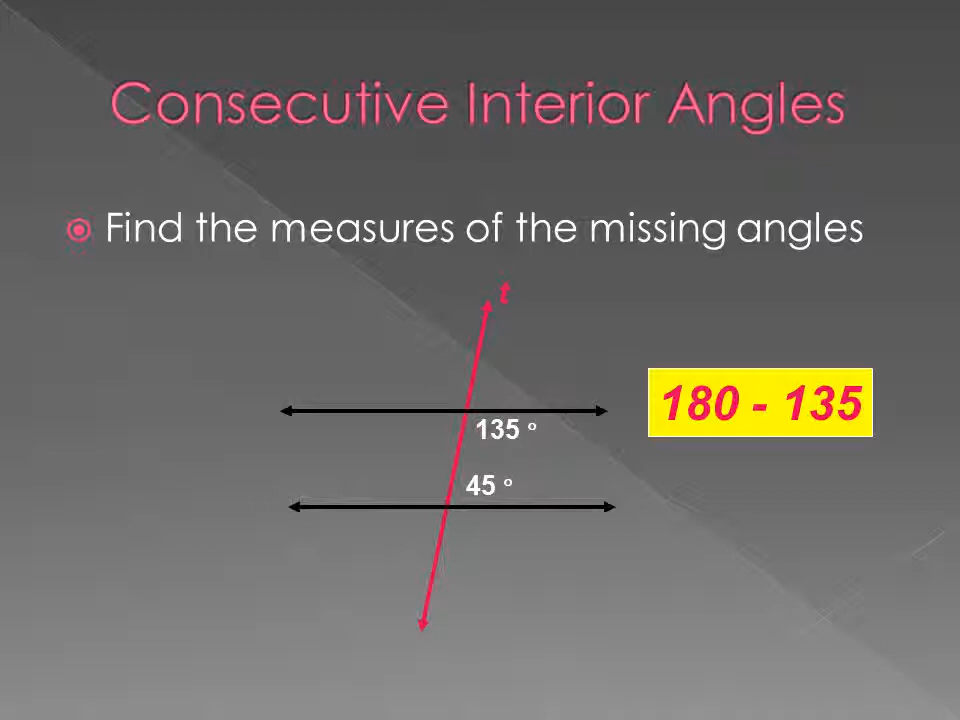 Consecutive Interior Angles
Find the measures of the missing angles
t
180 - 135
135 °
45 °